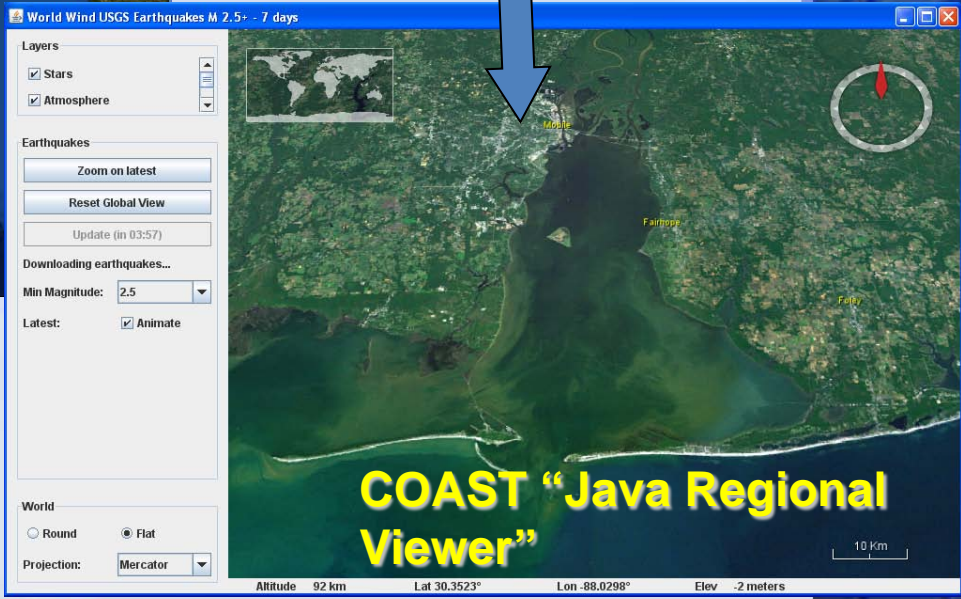 World Wind USGS Earthquakes M 2.5+ - 7 days
Layers
Stars
Atmosphere
Earthquakes
Zoom on latest
Reset Global View
Update (in 03:57)
Downloading earthquakes...
Min Magnitude: 2.5
Latest: Animate
World
Round Flat
Projection: Mercator
Mobile
Fairhope
Foley
COAST “Java Regional
Viewer”
10 Km
Altitude 92 km Lat 30.3523° Lon -88.0298° Elev -2 meters